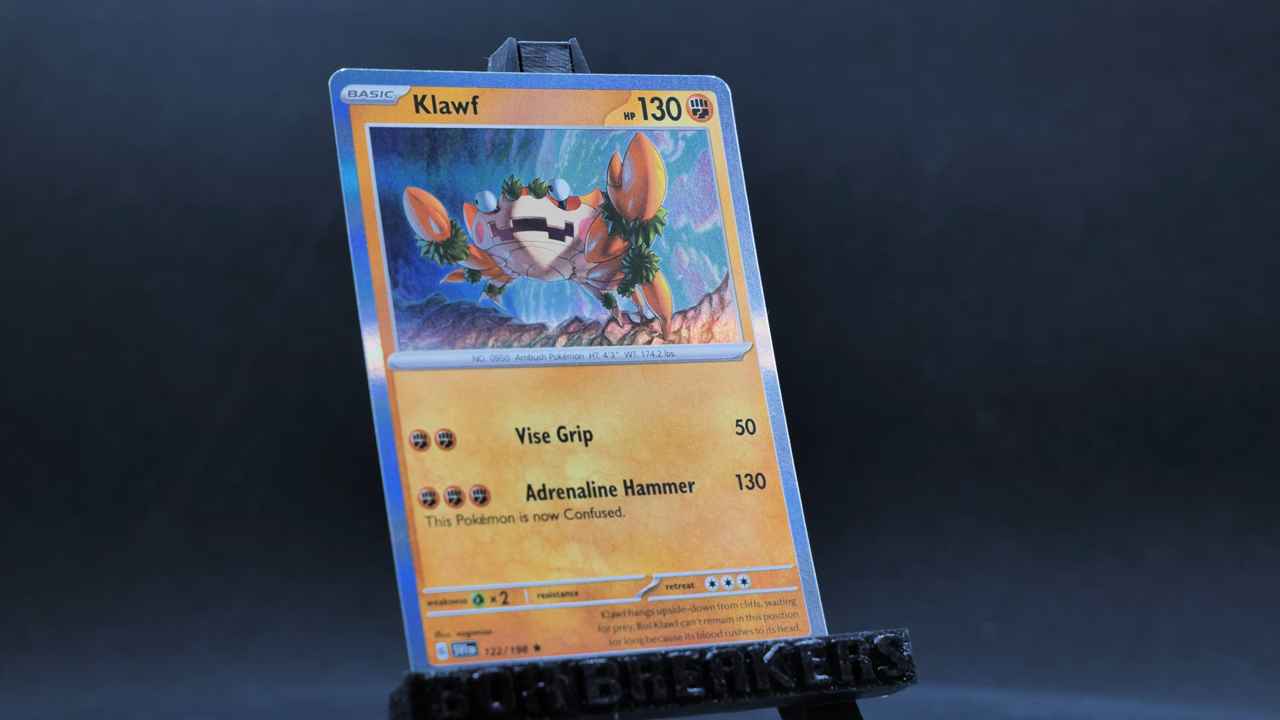 BASIC Klawf HP 130
NO. 0950 Ambush Pokémon HT: 4'3" WT: 174.2 lbs.
Vise Grip 50
Adrenaline Hammer 130
This Pokémon is now Confused.
weakness ×2 resistance retreat
Klawf hangs upside-down from cliffs, waiting
for prey. But Klawf can't remain in this position
for long because its blood rushes to its head.
Illus.
122/198